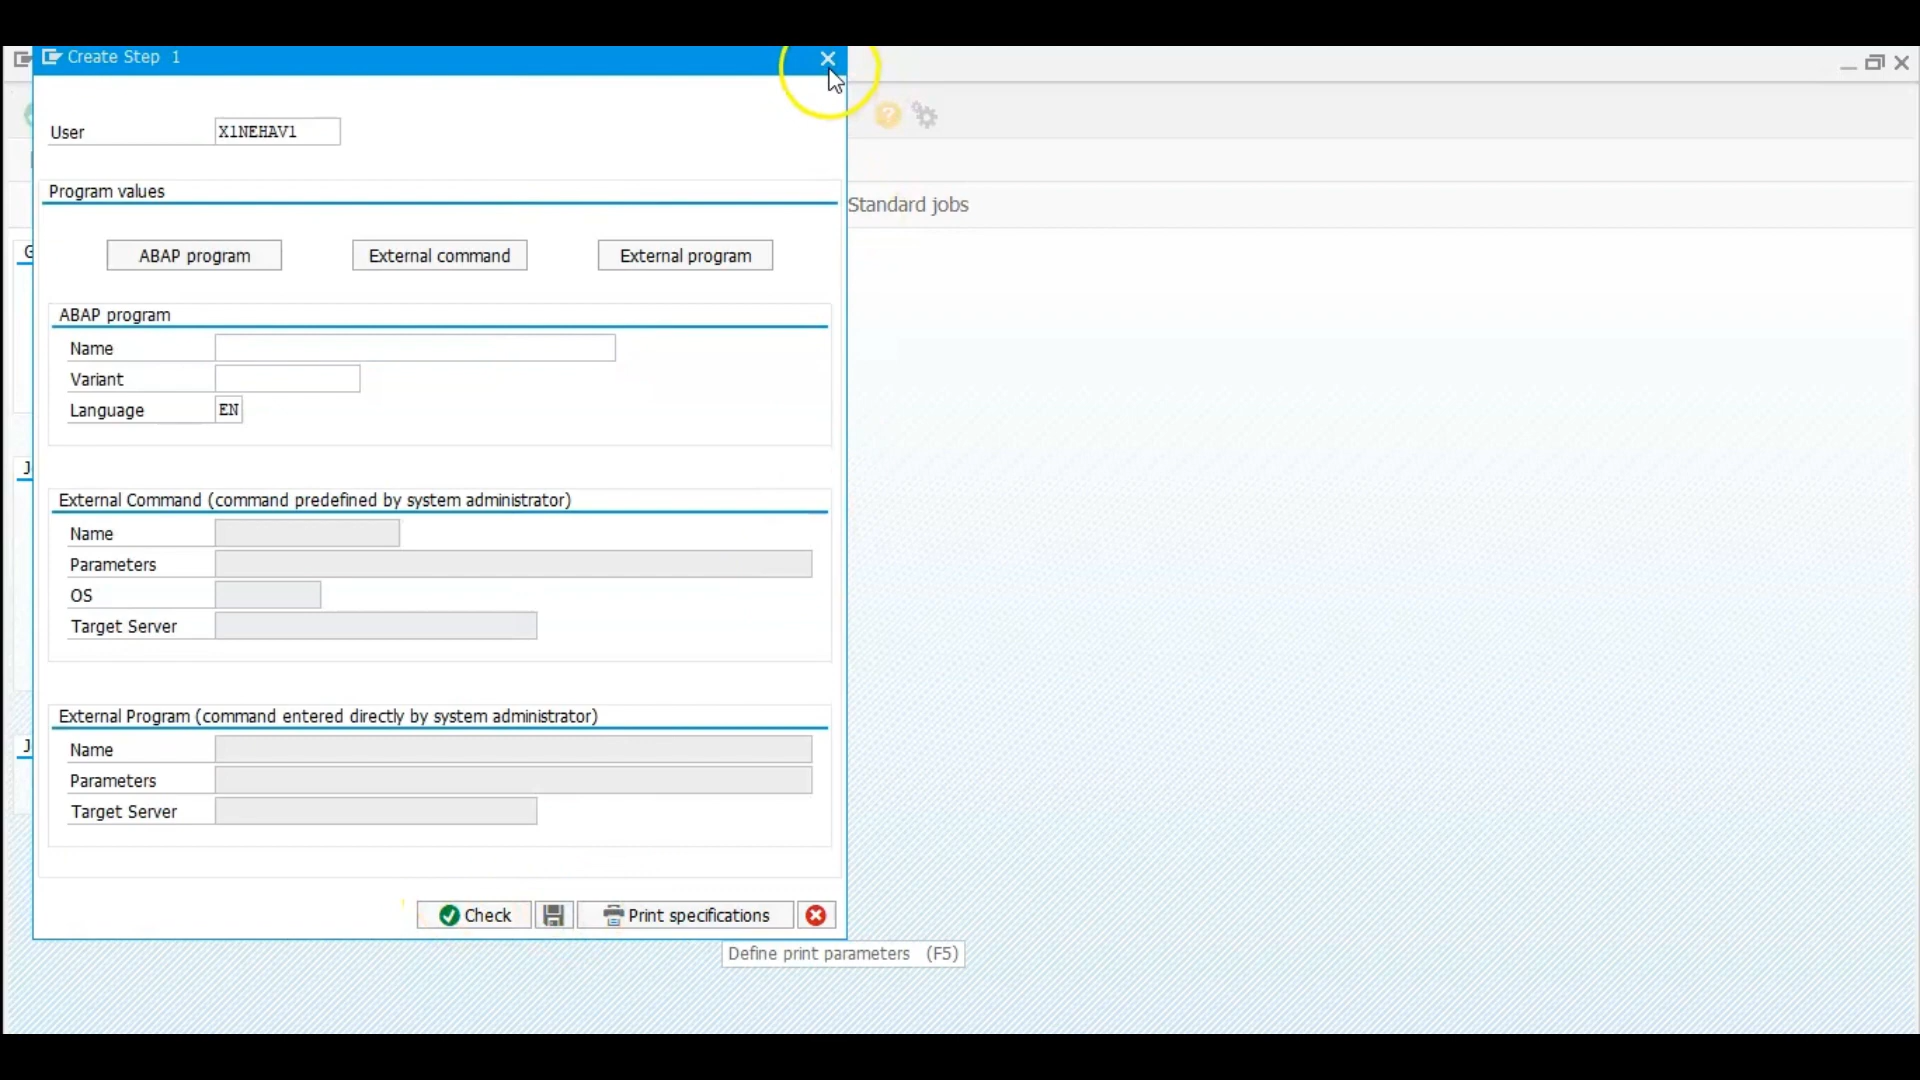 Create Step 1
User X1NEHAV1
Program values
Standard jobs
G
ABAP program External command External program
ABAP program
Name
Variant
Language EN
J
External Command (command predefined by system administrator)
Name
Parameters
OS
Target Server
External Program (command entered directly by system administrator)
J
Name
Parameters
Target Server
Check Print specifications
Define print parameters (F5)